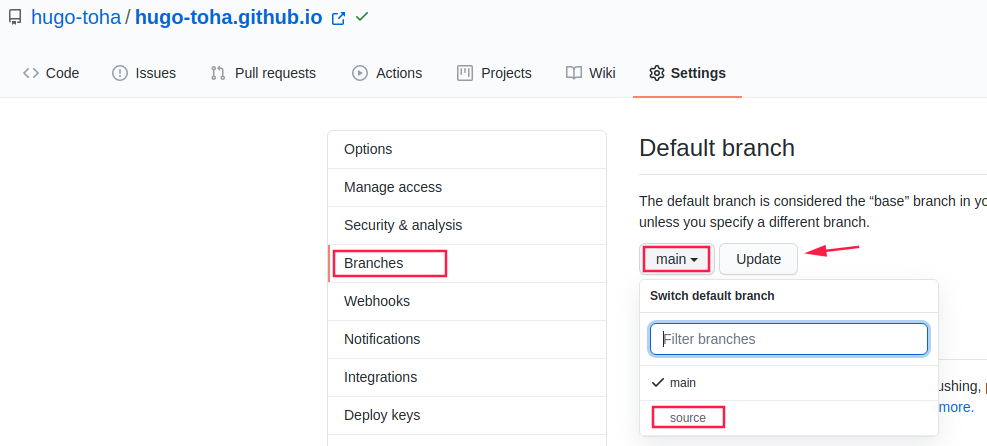 hugo-toha / hugo-toha.github.io
Code Issues Pull requests Actions Projects Wiki Settings
Options
Manage access
Security & analysis
Branches
Webhooks
Notifications
Integrations
Deploy keys
Default branch
The default branch is considered the “base” branch in
unless you specify a different branch.
main Update
Switch default branch
Filter branches
main
source
more.